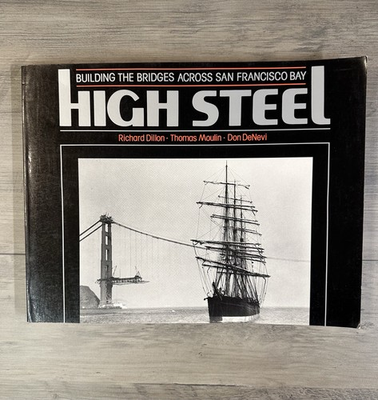 BUILDING THE BRIDGES ACROSS SAN FRANCISCO BAY
HIGH STEEL
Richard Dillon · Thomas Moulin · Don DeNevi